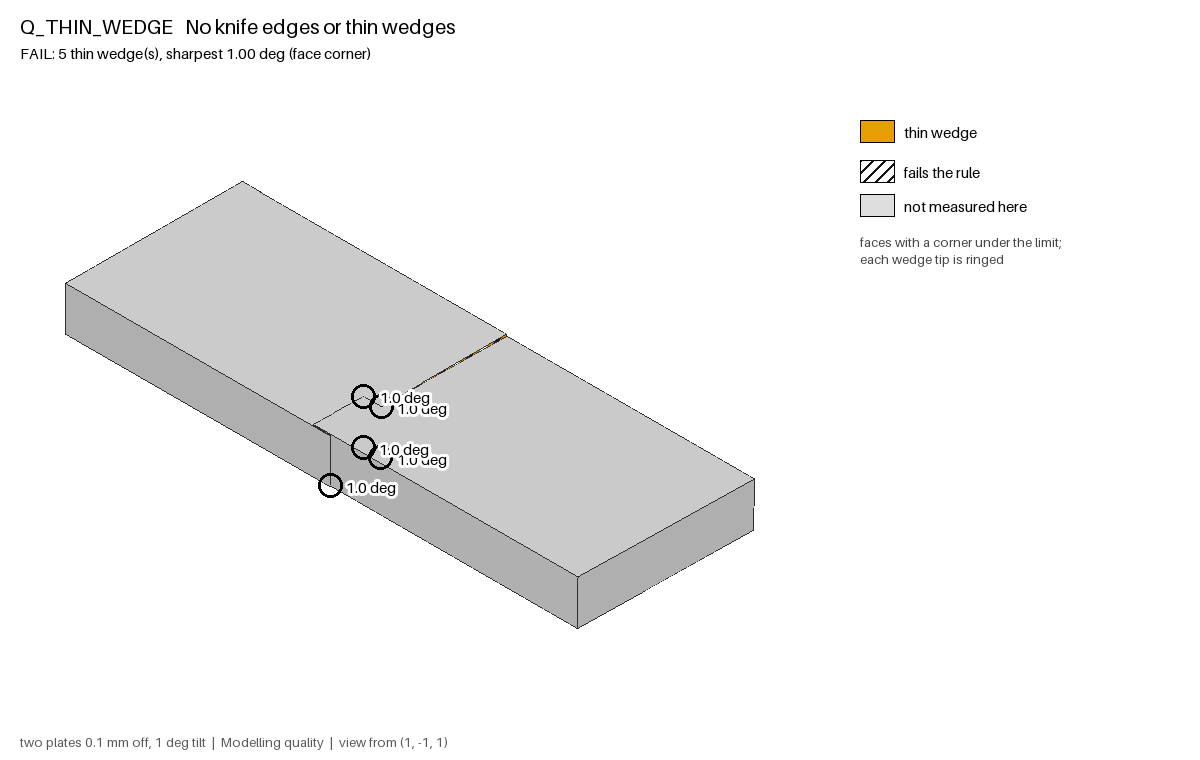 Q_THIN_WEDGE No knife edges or thin wedges
FAIL: 5 thin wedge(s), sharpest 1.00 deg (face corner)
thin wedge
fails the rule
not measured here
faces with a corner under the limit;
each wedge tip is ringed
1.0 deg
1.0 deg
1.0 deg
1.0 deg
1.0 deg
two plates 0.1 mm off, 1 deg tilt | Modelling quality | view from (1, -1, 1)